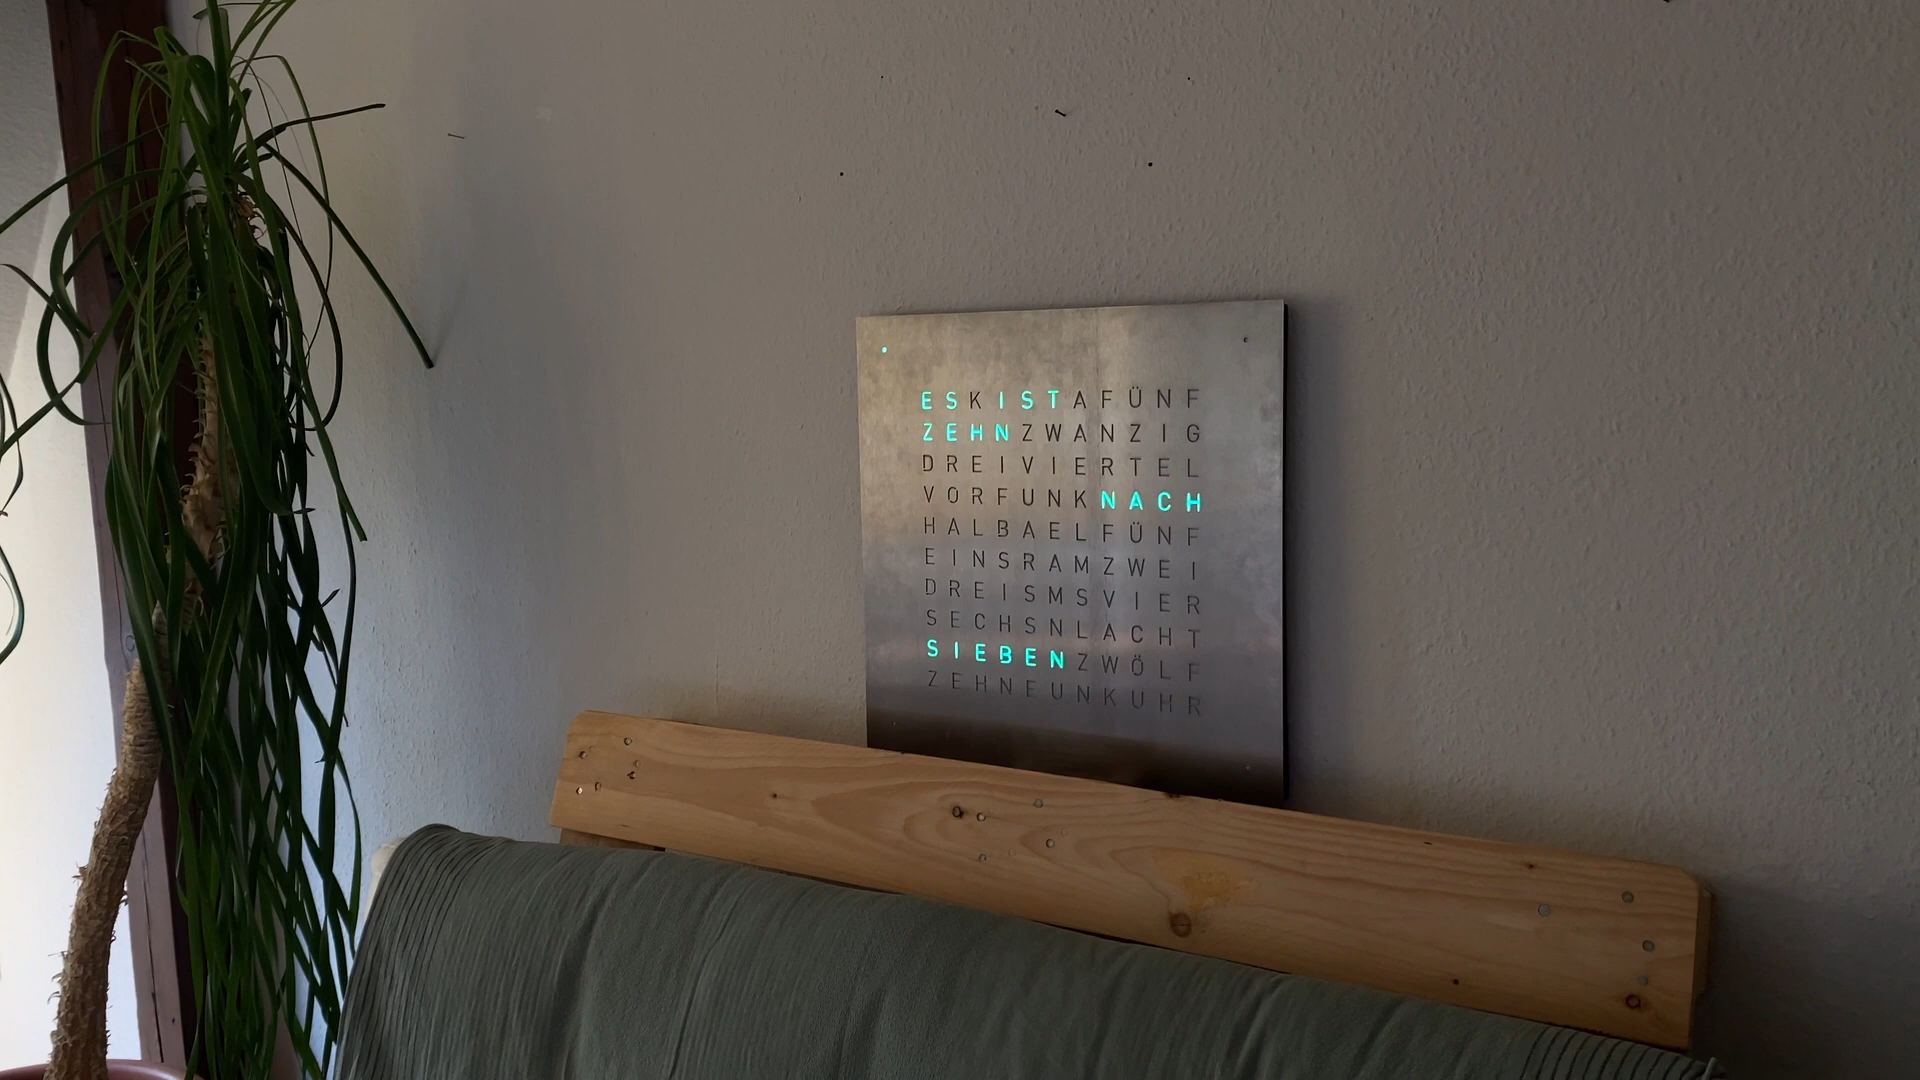 ESKISTAFÜNF
ZEHNZWANZIG
DREIVIERTEL
VORFUNKNACH
HALBAELFÜNF
EINSRAMZWEI
DREISMSVIER
SECHSNLACHT
SIEBENZWÖLF
ZEHNEUNKUHR